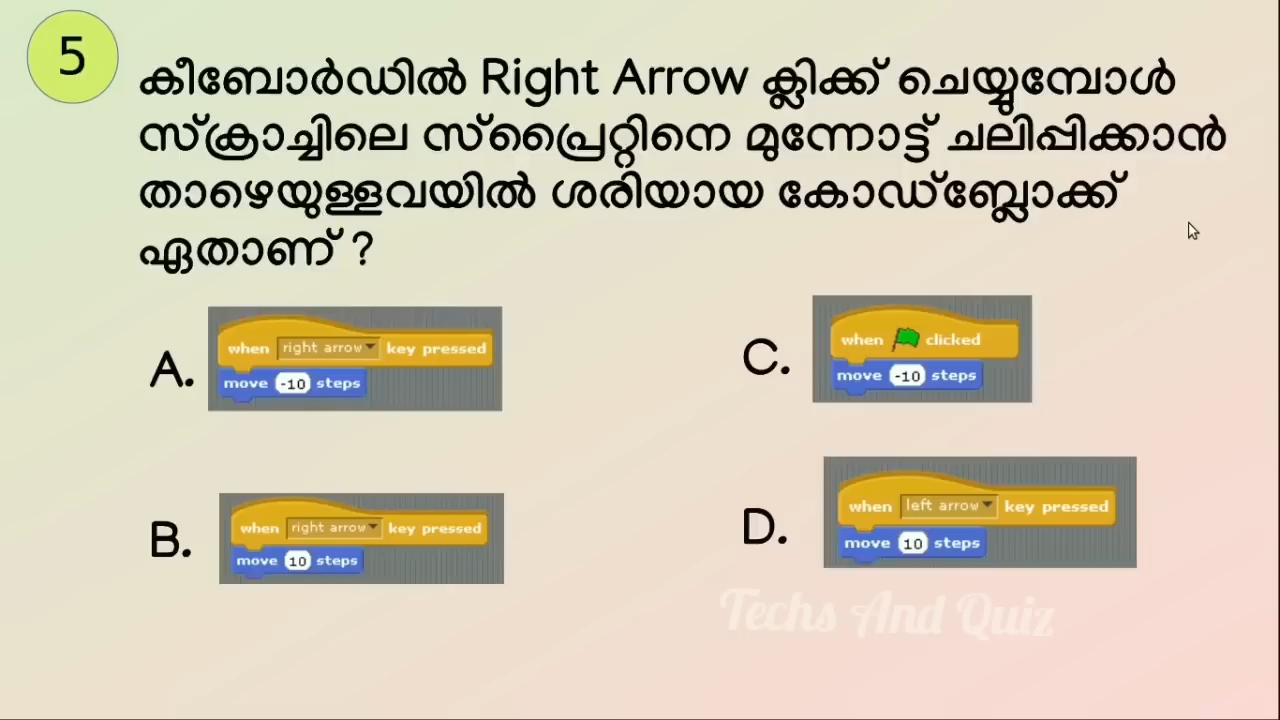 5
കീബോർഡിൽ Right Arrow ക്ലിക്ക് ചെയ്യുമ്പോൾ
സ്ക്രാച്ചിലെ സ്പ്രൈറ്റിനെ മുന്നോട്ട് ചലിപ്പിക്കാൻ
താഴെയുള്ളവയിൽ ശരിയായ കോഡ്ബ്ലോക്ക്
ഏതാണ് ?
A.
when right arrow key pressed
move -10 steps
B.
when right arrow key pressed
move 10 steps
C.
when clicked
move -10 steps
D.
when left arrow key pressed
move 10 steps
Techs And Quiz